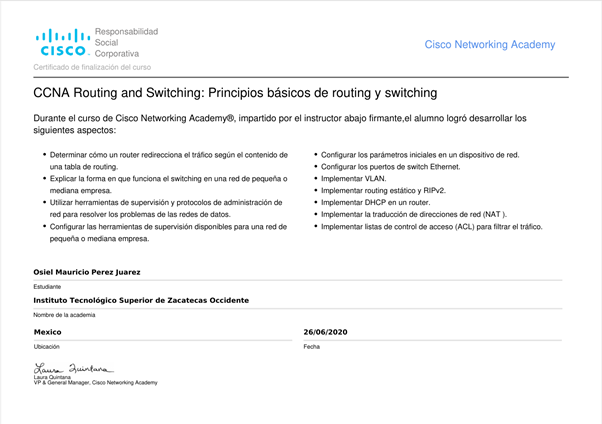 Responsabilidad
Social
Corporativa
CISCO
Cisco Networking Academy
Certificado de finalización del curso
CCNA Routing and Switching: Principios básicos de routing y switching
Durante el curso de Cisco Networking Academy®, impartido por el instructor abajo firmante,el alumno logró desarrollar los
siguientes aspectos:
• Determinar cómo un router redirecciona el tráfico según el contenido de
una tabla de routing.
• Explicar la forma en que funciona el switching en una red de pequeña o
mediana empresa.
• Utilizar herramientas de supervisión y protocolos de administración de
red para resolver los problemas de las redes de datos.
• Configurar las herramientas de supervisión disponibles para una red de
pequeña o mediana empresa.
• Configurar los parámetros iniciales en un dispositivo de red.
• Configurar los puertos de switch Ethernet.
• Implementar VLAN.
• Implementar routing estático y RIPv2.
• Implementar DHCP en un router.
• Implementar la traducción de direcciones de red (NAT ).
• Implementar listas de control de acceso (ACL) para filtrar el tráfico.
Osiel Mauricio Perez Juarez
Estudiante
Instituto Tecnológico Superior de Zacatecas Occidente
Nombre de la academia
Mexico
Ubicación
26/06/2020
Fecha
Laura Quintana
Laura Quintana
VP & General Manager, Cisco Networking Academy